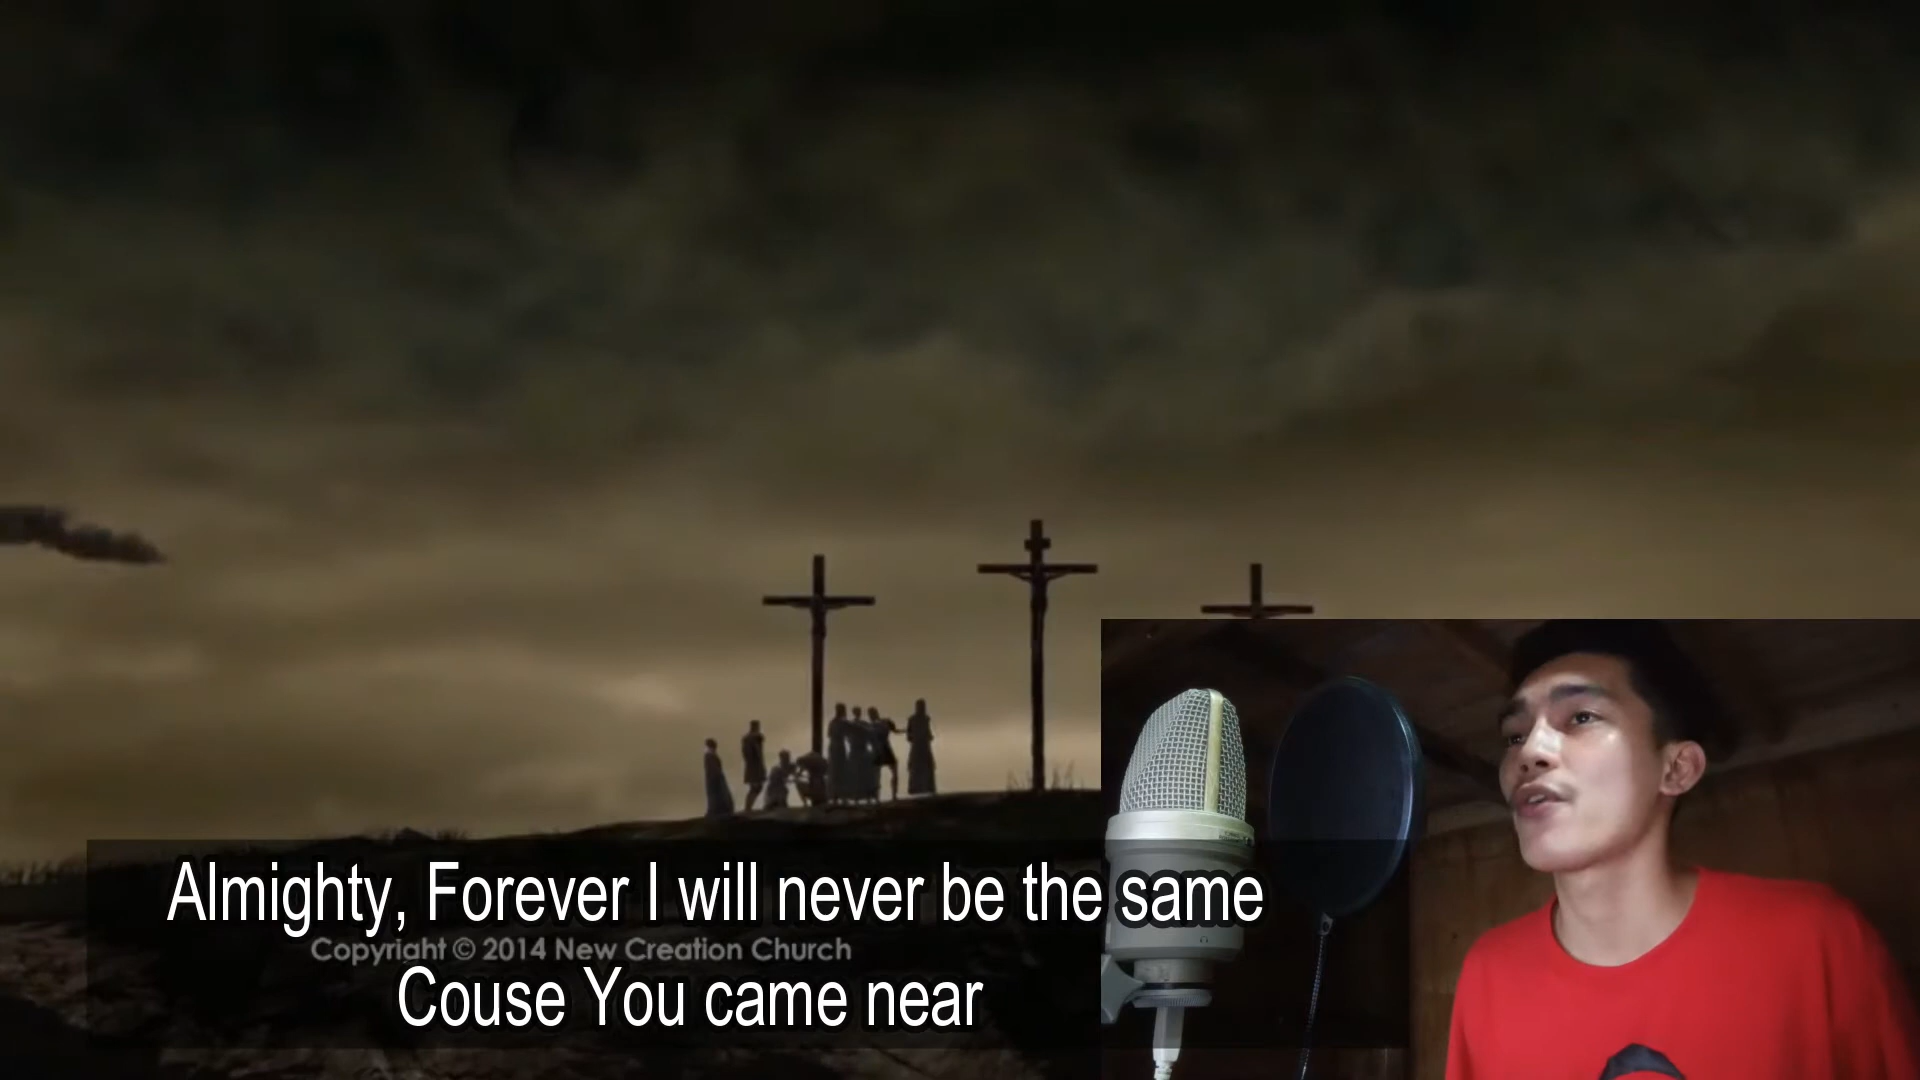 Almighty, Forever I will never be the same
Copyright © 2014 New Creation Church
Couse You came near